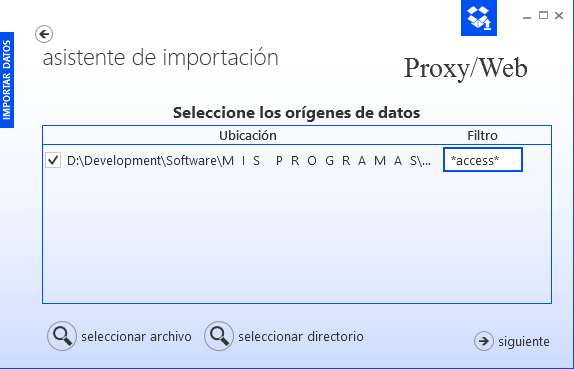 IMPORTAR DATOS
asistente de importación
Proxy/Web
Seleccione los orígenes de datos
Ubicación Filtro
D:\Development\Software\M I S P R O G R A M A S\... *access*
seleccionar archivo seleccionar directorio siguiente